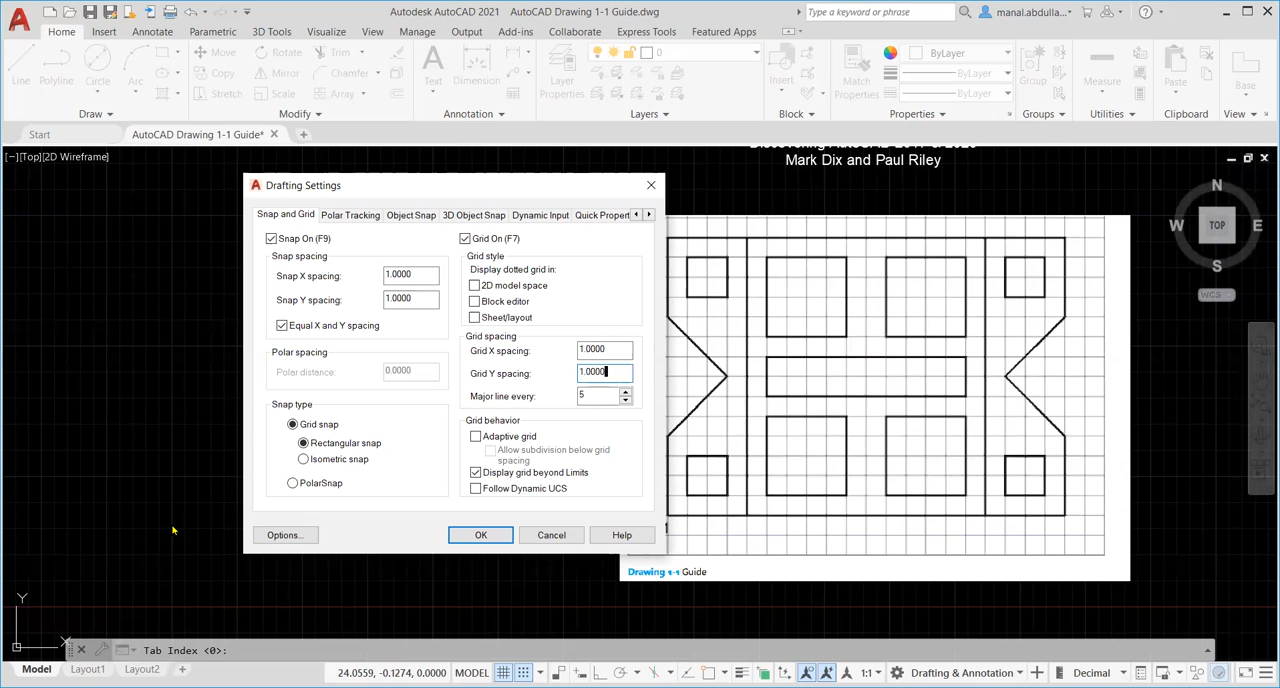 Autodesk AutoCAD 2021 AutoCAD Drawing 1-1 Guide.dwg
Type a keyword or phrase
manal.abdulla...
Home Insert Annotate Parametric 3D Tools Visualize View Manage Output Add-ins Collaborate Express Tools Featured Apps
Line Polyline Circle Arc
Move Rotate Trim
Copy Mirror Chamfer
Stretch Scale Array
Text Dimension
Layer Properties
0
Insert
Match Properties
ByLayer
ByLayer
ByLayer
Group
Measure
Paste
Base
Draw Modify Annotation Layers Block Properties Groups Utilities Clipboard View
Start AutoCAD Drawing 1-1 Guide*
[−][Top][2D Wireframe]
Mark Dix and Paul Riley
N
W TOP E
S
WCS
Drafting Settings
Snap and Grid Polar Tracking Object Snap 3D Object Snap Dynamic Input Quick Propert
Snap On (F9)
Snap spacing
Snap X spacing: 1.0000
Snap Y spacing: 1.0000
Equal X and Y spacing
Polar spacing
Polar distance: 0.0000
Snap type
Grid snap
Rectangular snap
Isometric snap
PolarSnap
Grid On (F7)
Grid style
Display dotted grid in:
2D model space
Block editor
Sheet/layout
Grid spacing
Grid X spacing: 1.0000
Grid Y spacing: 1.0000
Major line every: 5
Grid behavior
Adaptive grid
Allow subdivision below grid
spacing
Display grid beyond Limits
Follow Dynamic UCS
Options... OK Cancel Help
Drawing 1-1 Guide
Y
X
Tab Index <0>:
Model Layout1 Layout2
24.0559, -0.1274, 0.0000 MODEL 1:1 Drafting & Annotation Decimal